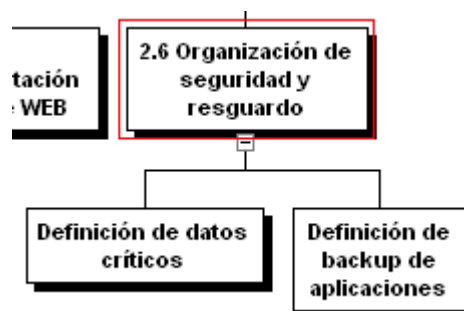 2.6 Organización de
seguridad y
resguardo
tación
WEB
Definición de datos
críticos
Definición de
backup de
aplicaciones